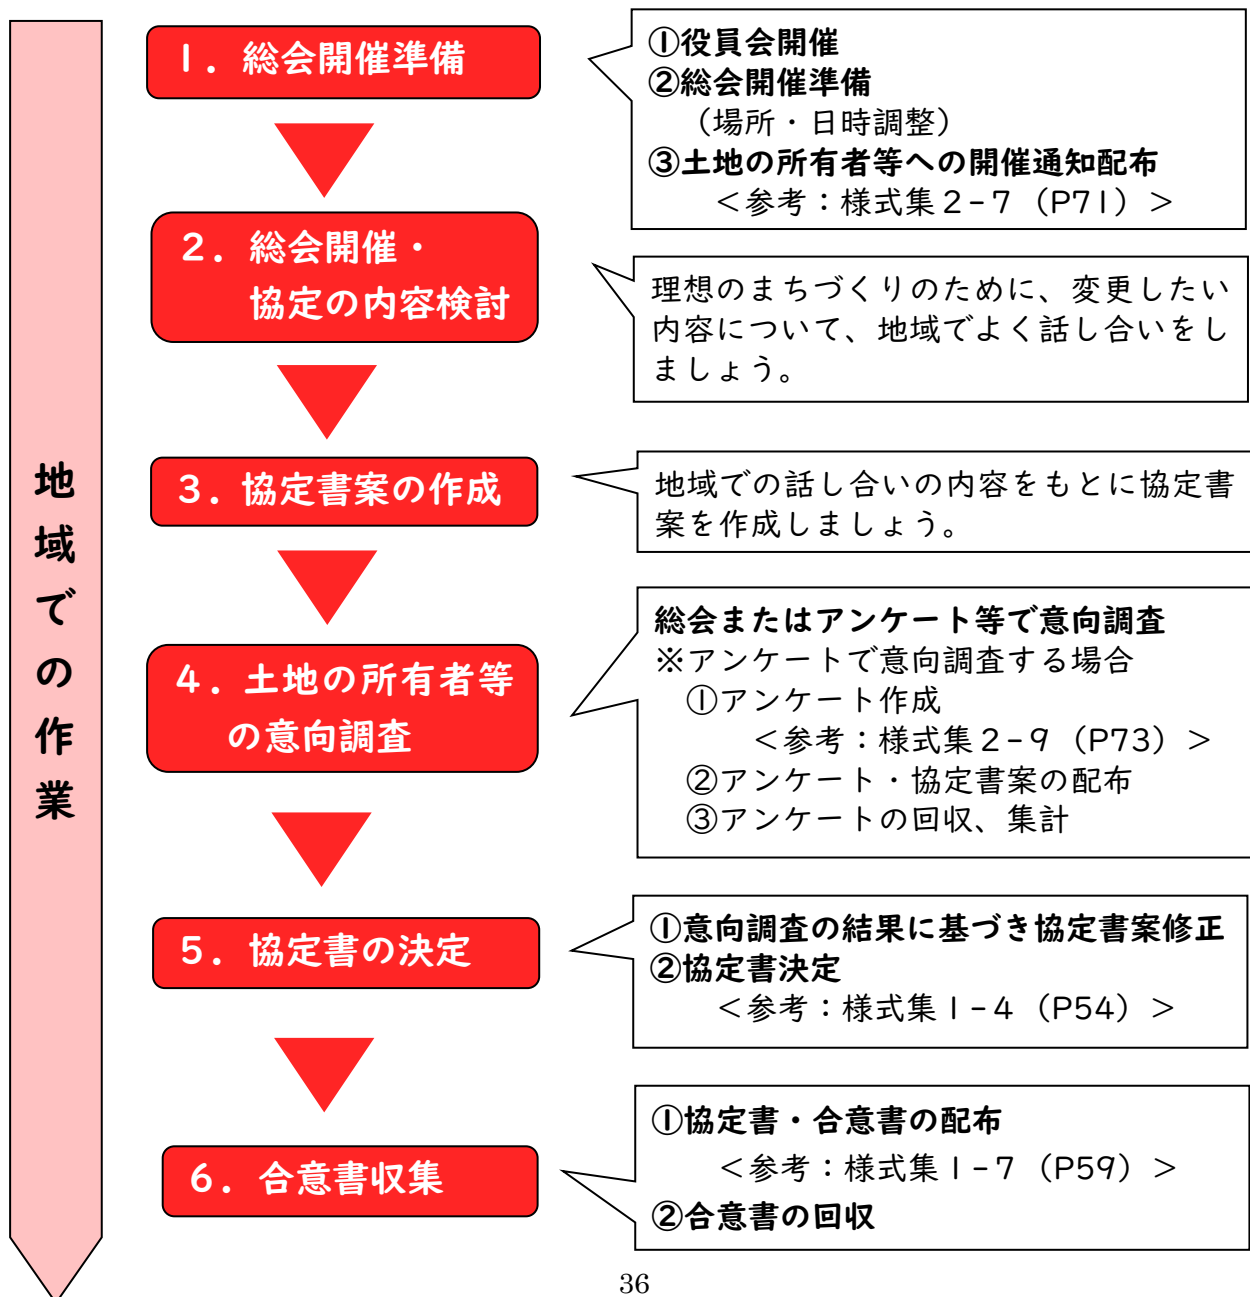 地域での作業
1．総会開催準備
①役員会開催
②総会開催準備
（場所・日時調整）
③土地の所有者等への開催通知配布
＜参考：様式集２-７（P71）＞
2．総会開催・
協定の内容検討
理想のまちづくりのために、変更したい
内容について、地域でよく話し合いをし
ましょう。
3．協定書案の作成
地域での話し合いの内容をもとに協定書
案を作成しましょう。
4．土地の所有者等
の意向調査
総会またはアンケート等で意向調査
※アンケートで意向調査する場合
①アンケート作成
＜参考：様式集２-９（P73）＞
②アンケート・協定書案の配布
③アンケートの回収、集計
5．協定書の決定
①意向調査の結果に基づき協定書案修正
②協定書決定
＜参考：様式集１-４（P54）＞
6．合意書収集
①協定書・合意書の配布
＜参考：様式集１-７（P59）＞
②合意書の回収
36